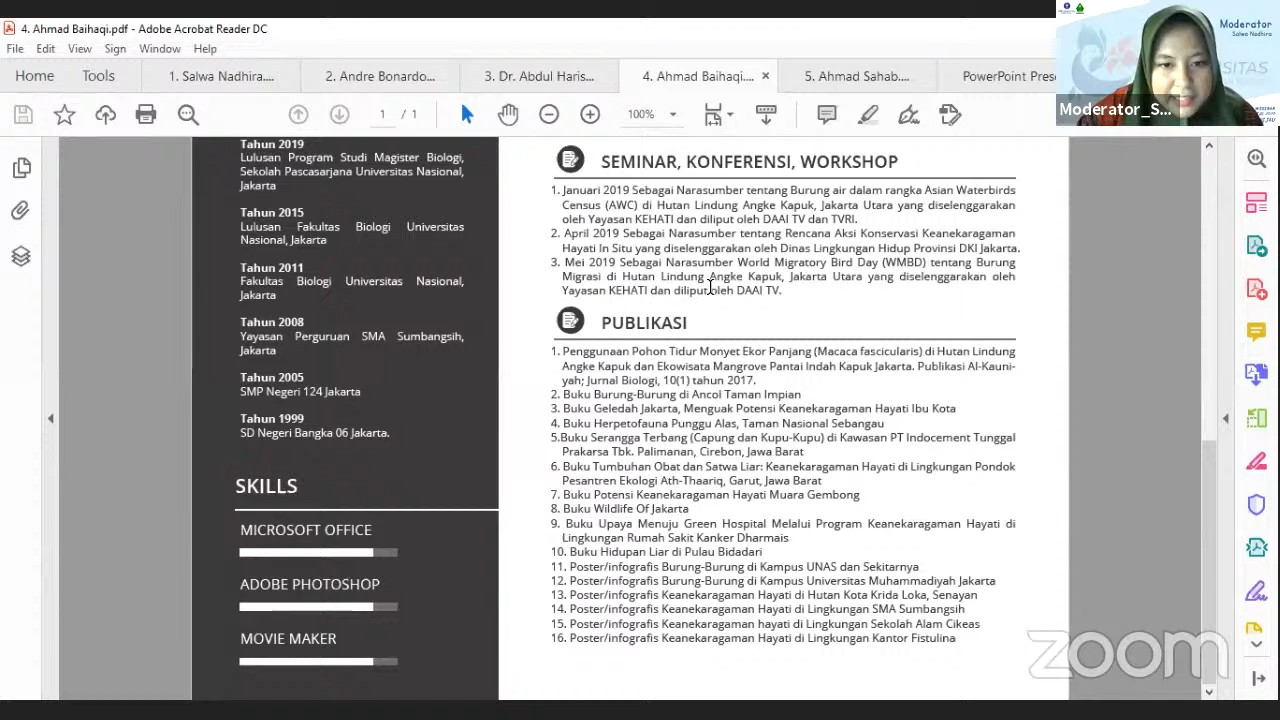 4. Ahmad Baihaqi.pdf - Adobe Acrobat Reader DC
File Edit View Sign Window Help
Home Tools 1. Salwa Nadhira.... 2. Andre Bonardo... 3. Dr. Abdul Haris... 4. Ahmad Baihaqi.... × 5. Ahmad Sahab.... PowerPoint Pres
1 / 1 100%
Moderator
Salwa Nadhira
SITAS
Moderator_S...
Tahun 2019
Lulusan Program Studi Magister Biologi,
Sekolah Pascasarjana Universitas Nasional,
Jakarta
Tahun 2015
Lulusan Fakultas Biologi Universitas
Nasional, Jakarta
Tahun 2011
Fakultas Biologi Universitas Nasional,
Jakarta
Tahun 2008
Yayasan Perguruan SMA Sumbangsih,
Jakarta
Tahun 2005
SMP Negeri 124 Jakarta
Tahun 1999
SD Negeri Bangka 06 Jakarta.
SKILLS
MICROSOFT OFFICE
ADOBE PHOTOSHOP
MOVIE MAKER
SEMINAR, KONFERENSI, WORKSHOP
1. Januari 2019 Sebagai Narasumber tentang Burung air dalam rangka Asian Waterbirds
Census (AWC) di Hutan Lindung Angke Kapuk, Jakarta Utara yang diselenggarakan
oleh Yayasan KEHATI dan diliput oleh DAAI TV dan TVRI.
2. April 2019 Sebagai Narasumber tentang Rencana Aksi Konservasi Keanekaragaman
Hayati In Situ yang diselenggarakan oleh Dinas Lingkungan Hidup Provinsi DKI Jakarta.
3. Mei 2019 Sebagai Narasumber World Migratory Bird Day (WMBD) tentang Burung
Migrasi di Hutan Lindung Angke Kapuk, Jakarta Utara yang diselenggarakan oleh
Yayasan KEHATI dan diliput oleh DAAI TV.
PUBLIKASI
1. Penggunaan Pohon Tidur Monyet Ekor Panjang (Macaca fascicularis) di Hutan Lindung
Angke Kapuk dan Ekowisata Mangrove Pantai Indah Kapuk Jakarta. Publikasi Al-Kauni-
yah; Jurnal Biologi, 10(1) tahun 2017.
2. Buku Burung-Burung di Ancol Taman Impian
3. Buku Geledah Jakarta, Menguak Potensi Keanekaragaman Hayati Ibu Kota
4. Buku Herpetofauna Punggu Alas, Taman Nasional Sebangau
5.Buku Serangga Terbang (Capung dan Kupu-Kupu) di Kawasan PT Indocement Tunggal
Prakarsa Tbk. Palimanan, Cirebon, Jawa Barat
6. Buku Tumbuhan Obat dan Satwa Liar: Keanekaragaman Hayati di Lingkungan Pondok
Pesantren Ekologi Ath-Thaariq, Garut, Jawa Barat
7. Buku Potensi Keanekaragaman Hayati Muara Gembong
8. Buku Wildlife Of Jakarta
9. Buku Upaya Menuju Green Hospital Melalui Program Keanekaragaman Hayati di
Lingkungan Rumah Sakit Kanker Dharmais
10. Buku Hidupan Liar di Pulau Bidadari
11. Poster/infografis Burung-Burung di Kampus UNAS dan Sekitarnya
12. Poster/infografis Burung-Burung di Kampus Universitas Muhammadiyah Jakarta
13. Poster/infografis Keanekaragaman Hayati di Hutan Kota Krida Loka, Senayan
14. Poster/infografis Keanekaragaman Hayati di Lingkungan SMA Sumbangsih
15. Poster/infografis Keanekaragaman hayati di Lingkungan Sekolah Alam Cikeas
16. Poster/infografis Keanekaragaman Hayati di Lingkungan Kantor Fistulina
zoom